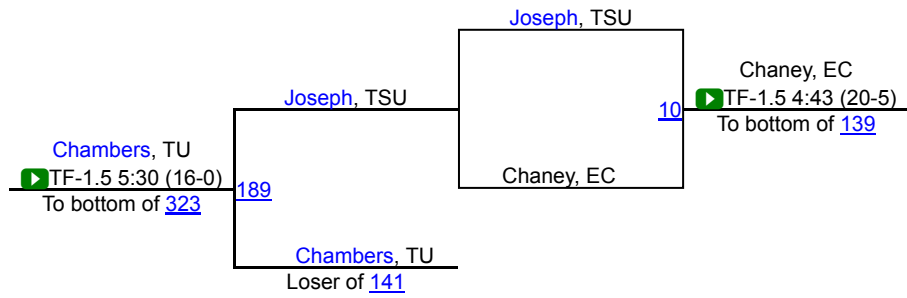 Joseph, TSU
Chaney, EC
TF-1.5 4:43 (20-5)
10
To bottom of 139
Joseph, TSU
Chambers, TU
TF-1.5 5:30 (16-0)
Chaney, EC
189
To bottom of 323
Chambers, TU
Loser of 141